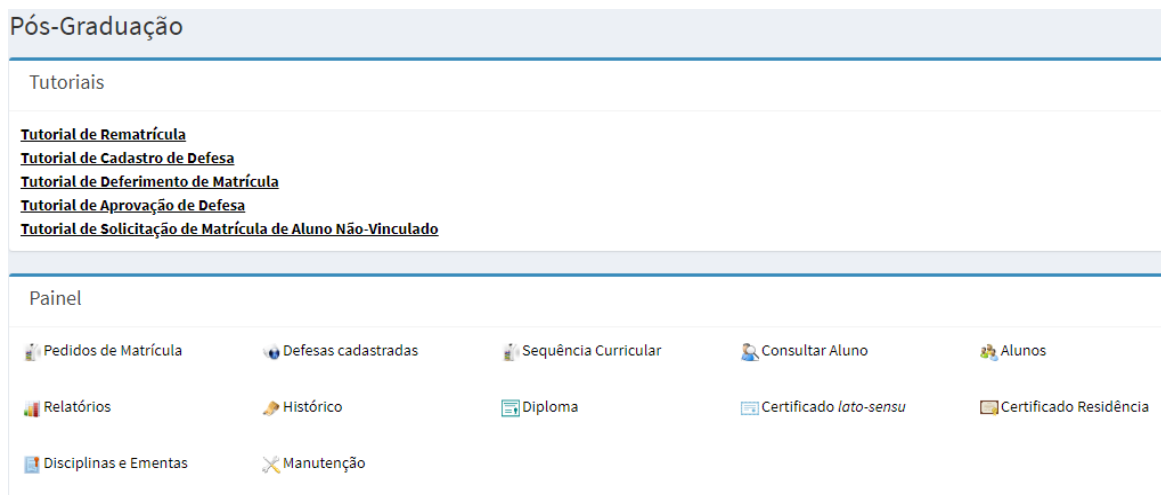 Pós-Graduação
Tutoriais
Tutorial de Rematrícula
Tutorial de Cadastro de Defesa
Tutorial de Deferimento de Matrícula
Tutorial de Aprovação de Defesa
Tutorial de Solicitação de Matrícula de Aluno Não-Vinculado
Painel
Pedidos de Matrícula Defesas cadastradas Sequência Curricular Consultar Aluno Alunos
Relatórios Histórico Diploma Certificado lato-sensu Certificado Residência
Disciplinas e Ementas Manutenção